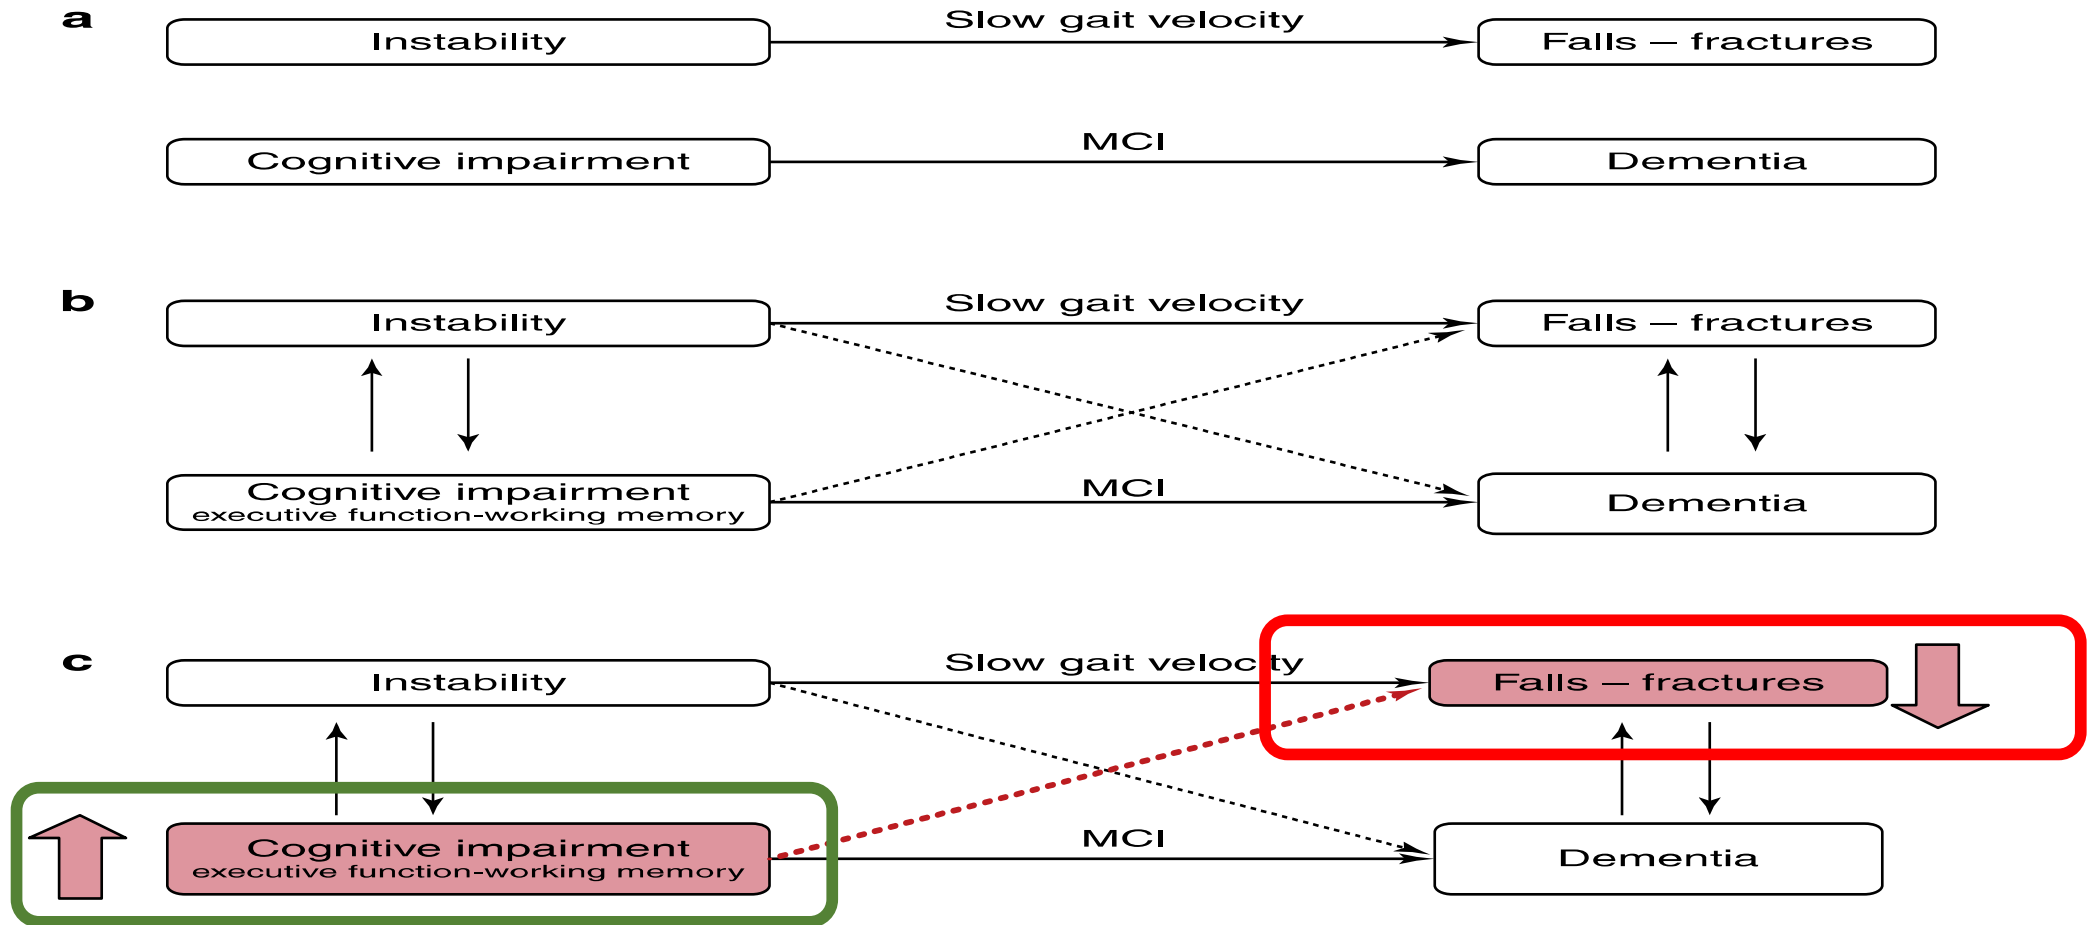 a
Instability
Slow gait velocity
Falls – fractures
Cognitive impairment
MCI
Dementia
b
Instability
Slow gait velocity
Falls – fractures
Cognitive impairment
executive function-working memory
MCI
Dementia
c
Instability
Slow gait velocity
Falls – fractures
Cognitive impairment
executive function-working memory
MCI
Dementia